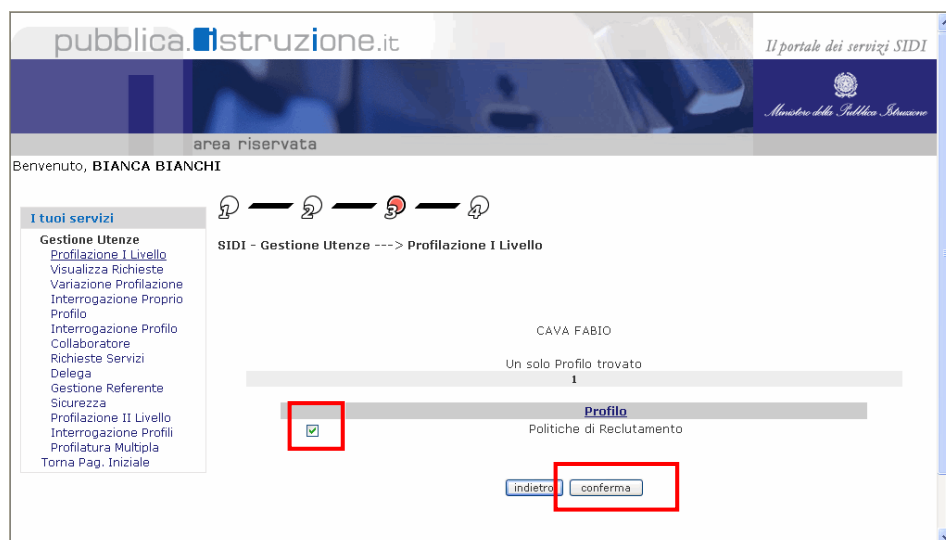 pubblica.istruzione.it
Il portale dei servizi SIDI
Ministero della Pubblica Istruzione
area riservata
Benvenuto, BIANCA BIANCHI
1 2 3 4
I tuoi servizi
SIDI - Gestione Utenze ---> Profilazione I Livello
Gestione Utenze
Profilazione I Livello
Visualizza Richieste
Variazione Profilazione
Interrogazione Proprio
Profilo
Interrogazione Profilo
Collaboratore
Richieste Servizi
Delega
Gestione Referente
Sicurezza
Profilazione II Livello
Interrogazione Profili
Profilatura Multipla
Torna Pag. Iniziale
CAVA FABIO
Un solo Profilo trovato
1
Profilo
Politiche di Reclutamento
indietro conferma